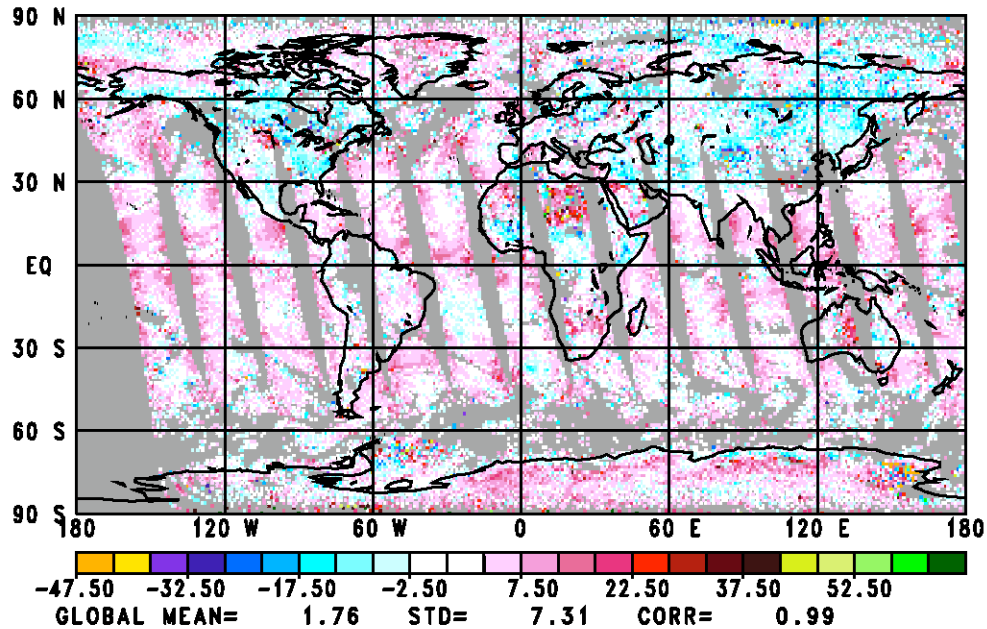 90 N
60 N
30 N
EQ
30 S
60 S
90 S
180 120 W 60 W 0 60 E 120 E 180
-47.50 -32.50 -17.50 -2.50 7.50 22.50 37.50 52.50
GLOBAL MEAN= 1.76 STD= 7.31 CORR= 0.99